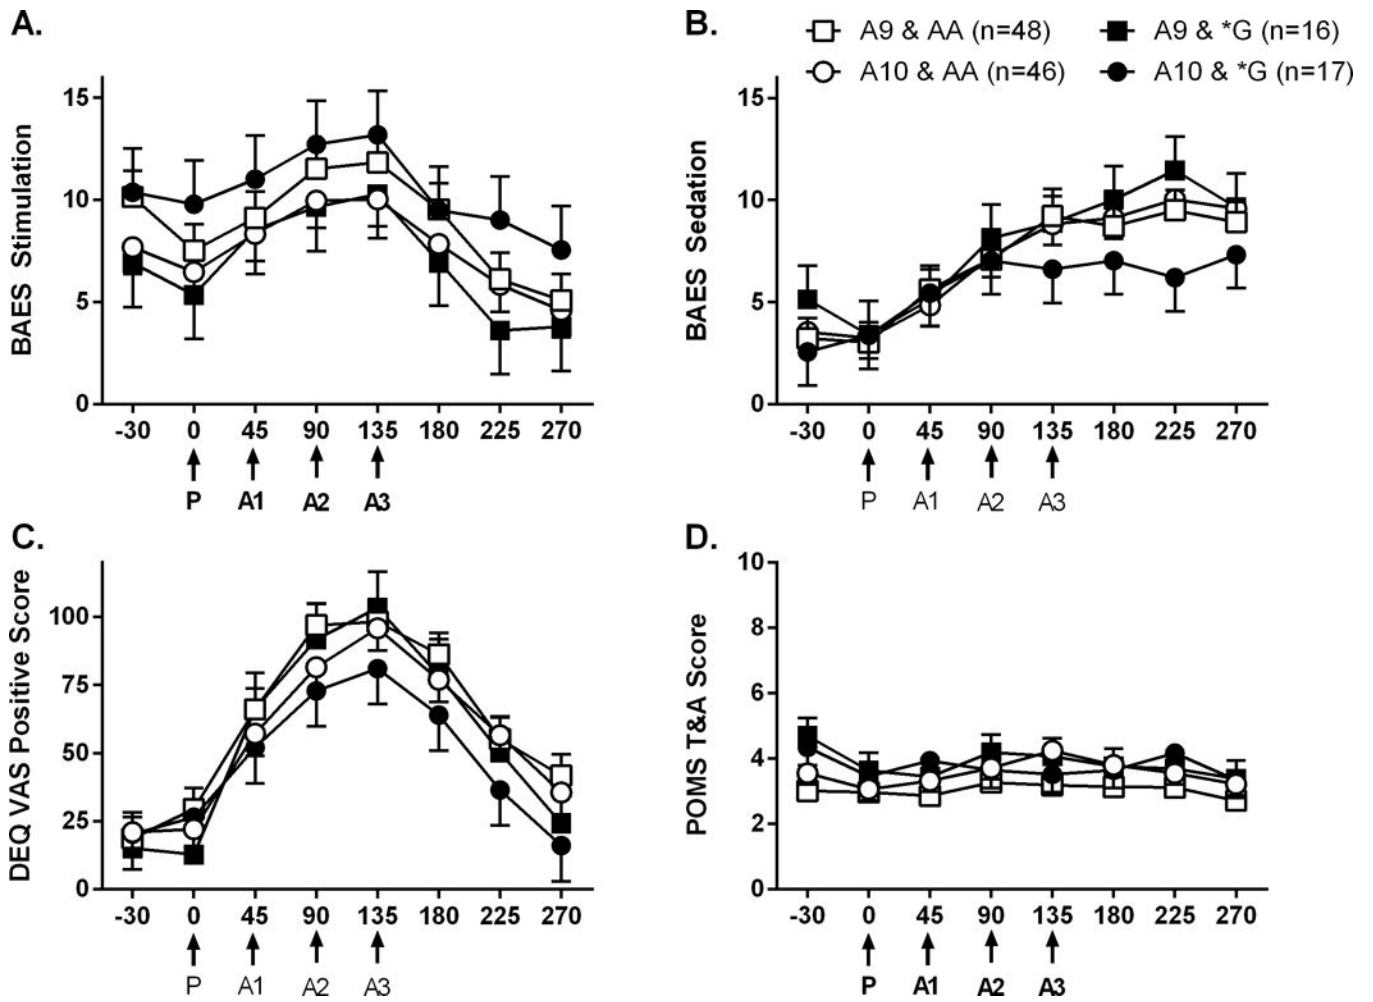 A.
BAES Stimulation
15
10
5
0
-30 0 45 90 135 180 225 270
P A1 A2 A3
B.
A9 & AA (n=48) A9 & *G (n=16)
A10 & AA (n=46) A10 & *G (n=17)
BAES Sedation
15
10
5
0
-30 0 45 90 135 180 225 270
P A1 A2 A3
C.
DEQ VAS Positive Score
100
75
50
25
0
-30 0 45 90 135 180 225 270
P A1 A2 A3
D.
POMS T&A Score
10
8
6
4
2
0
-30 0 45 90 135 180 225 270
P A1 A2 A3